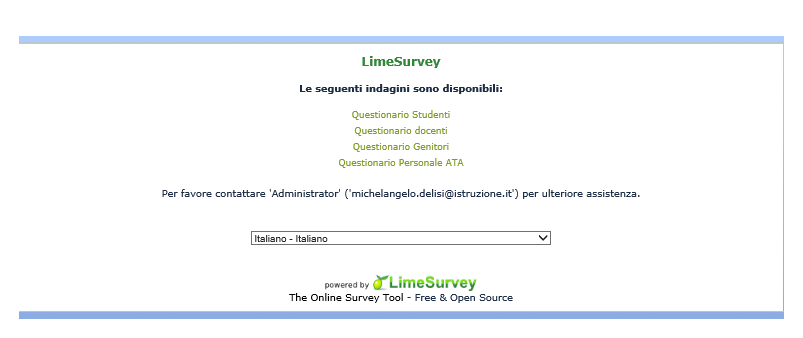 LimeSurvey
Le seguenti indagini sono disponibili:
Questionario Studenti
Questionario docenti
Questionario Genitori
Questionario Personale ATA
Per favore contattare 'Administrator' ('michelangelo.delisi@istruzione.it') per ulteriore assistenza.
Italiano - Italiano
powered by LimeSurvey
The Online Survey Tool - Free & Open Source